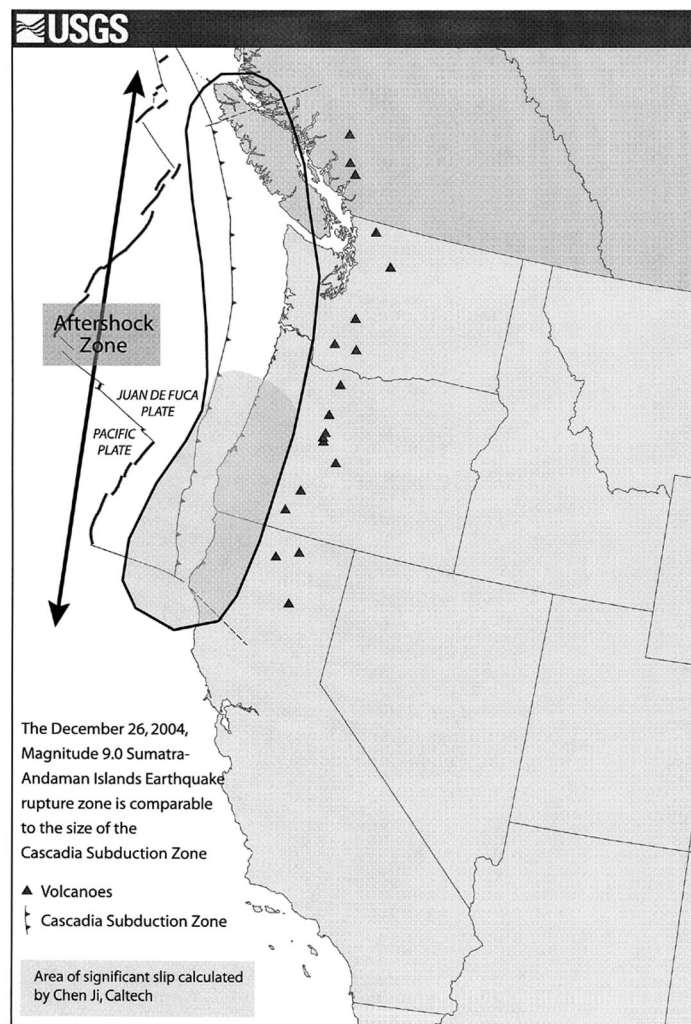 USGS
Aftershock
Zone
JUAN DE FUCA
PLATE
PACIFIC
PLATE
The December 26, 2004,
Magnitude 9.0 Sumatra-
Andaman Islands Earthquake
rupture zone is comparable
to the size of the
Cascadia Subduction Zone
Volcanoes
Cascadia Subduction Zone
Area of significant slip calculated
by Chen Ji, Caltech